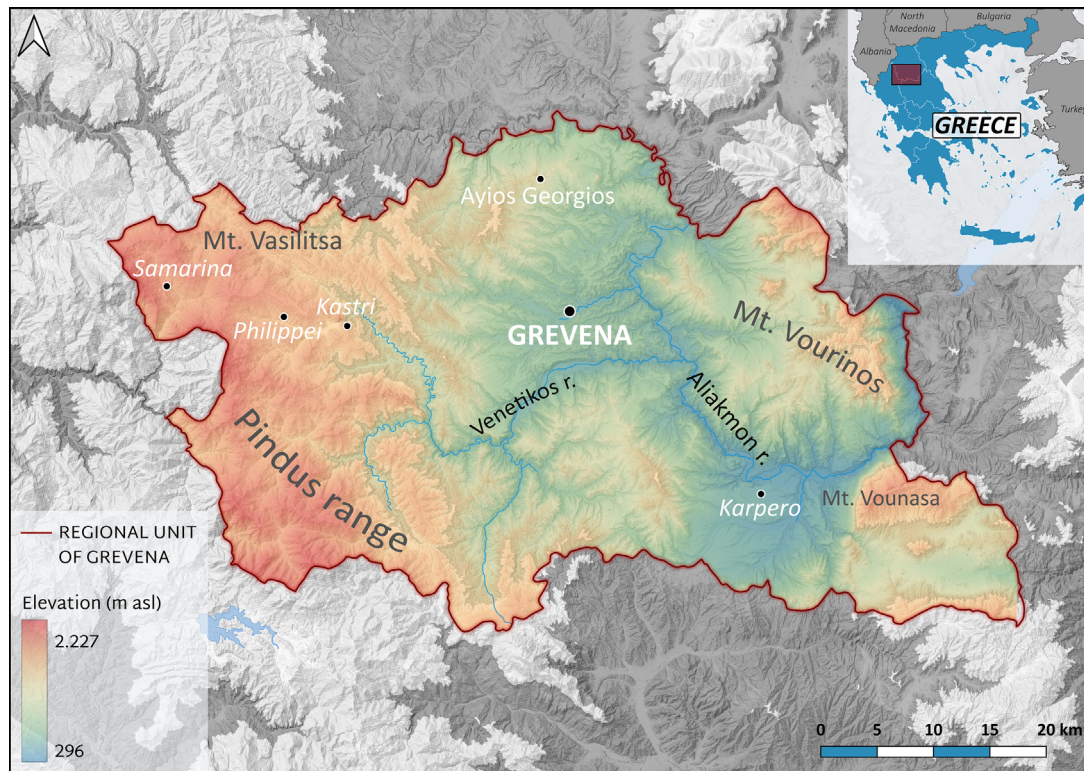 North
Macedonia
Bulgaria
Albania
Turkey
GREECE
Ayios Georgios
Mt. Vasilitsa
Samarina
Kastri
Philippei
GREVENA
Mt. Vourinos
Venetikos r.
Aliakmon r.
Pindus range
Karpero
Mt. Vounasa
REGIONAL UNIT
OF GREVENA
Elevation (m asl)
2.227
296
0 5 10 15 20 km